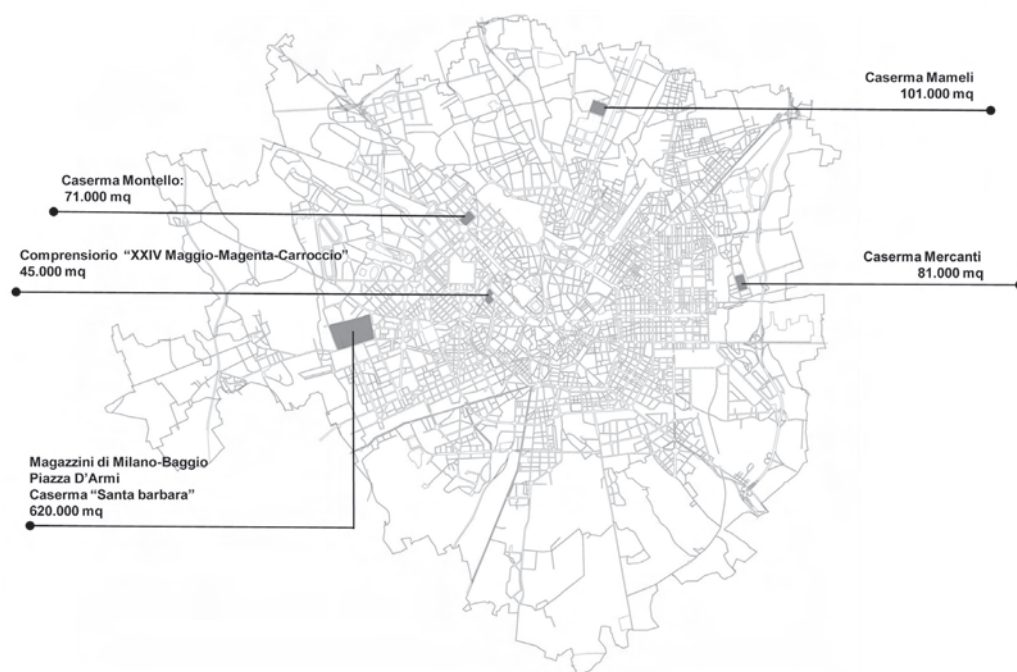 Caserma Mameli
101.000 mq
Caserma Montello:
71.000 mq
Comprensiorio “XXIV Maggio-Magenta-Carroccio”
45.000 mq
Caserma Mercanti
81.000 mq
Magazzini di Milano-Baggio
Piazza D’Armi
Caserma “Santa barbara”
620.000 mq